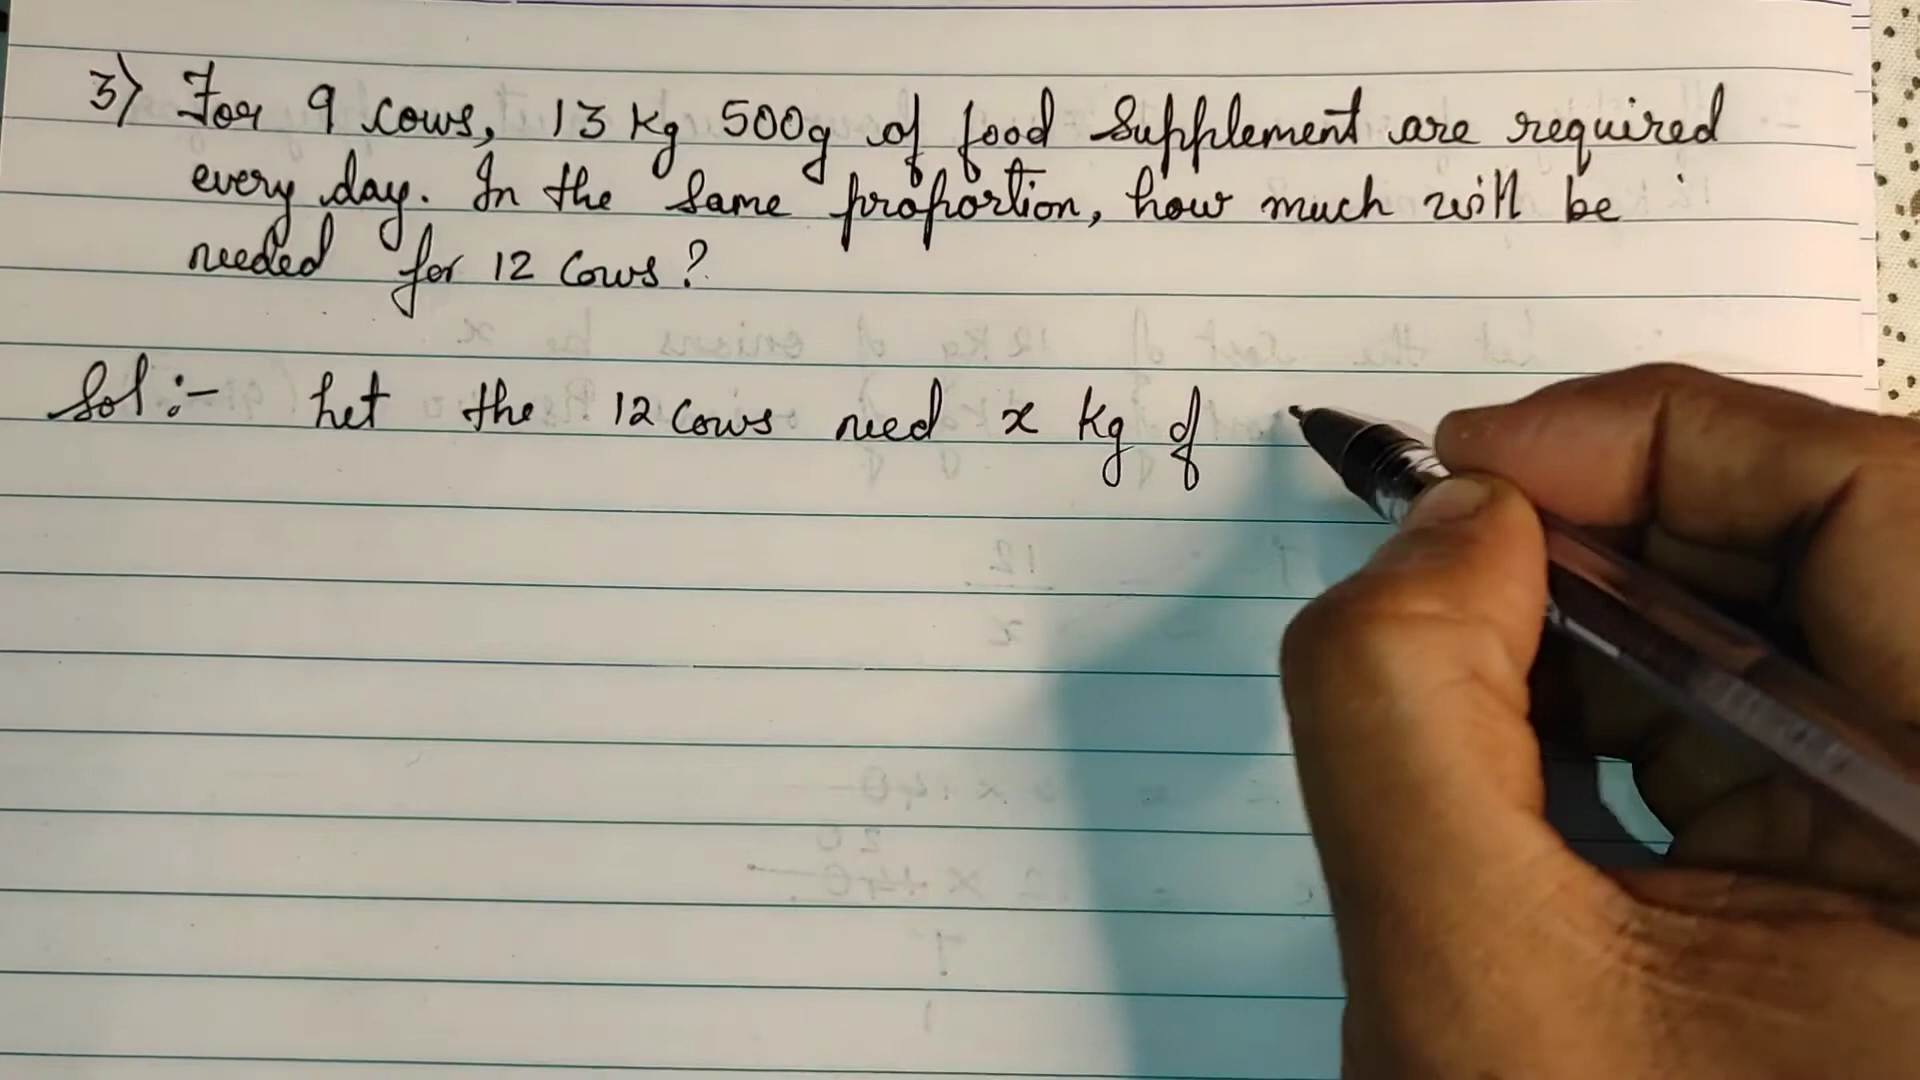 3) For 9 cows, 13 kg 500g of food supplement are required
every day. In the same proportion, how much will be
needed for 12 cows?
Sol:- Let the 12 cows need x kg of